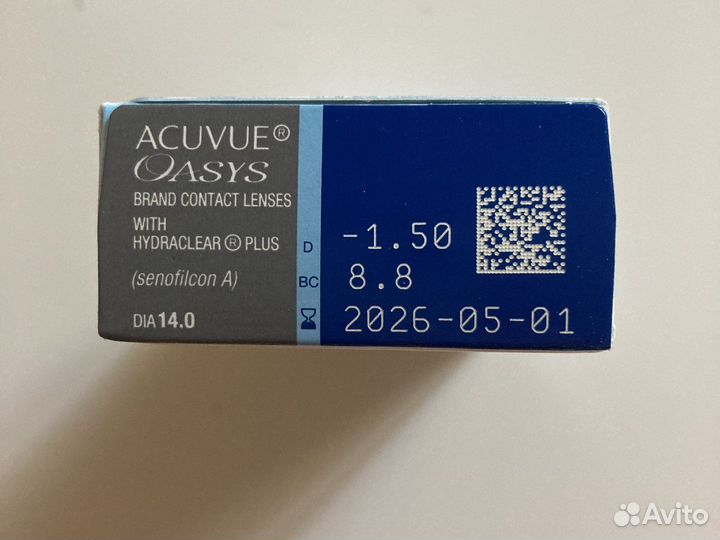 ACUVUE®
OASYS
BRAND CONTACT LENSES
WITH
HYDRACLEAR® PLUS
(senofilcon A)
DIA 14.0
D -1.50
BC 8.8
2026-05-01
Avito